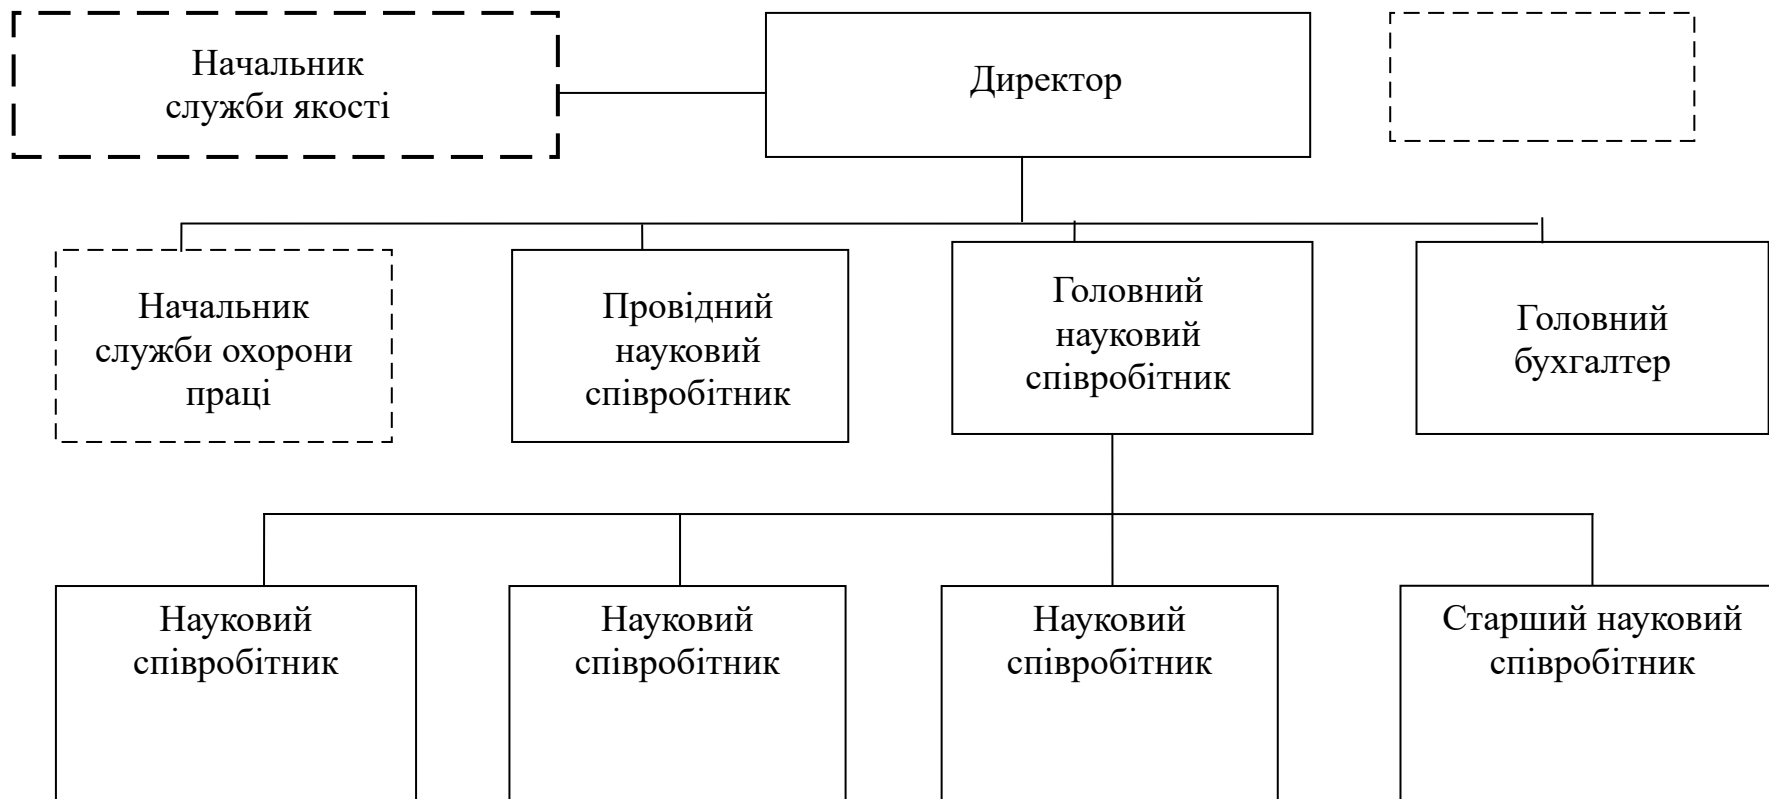 Начальник
служби якості
Директор
Начальник
служби охорони
праці
Провідний
науковий
співробітник
Головний
науковий
співробітник
Головний
бухгалтер
Науковий
співробітник
Науковий
співробітник
Науковий
співробітник
Старший науковий
співробітник